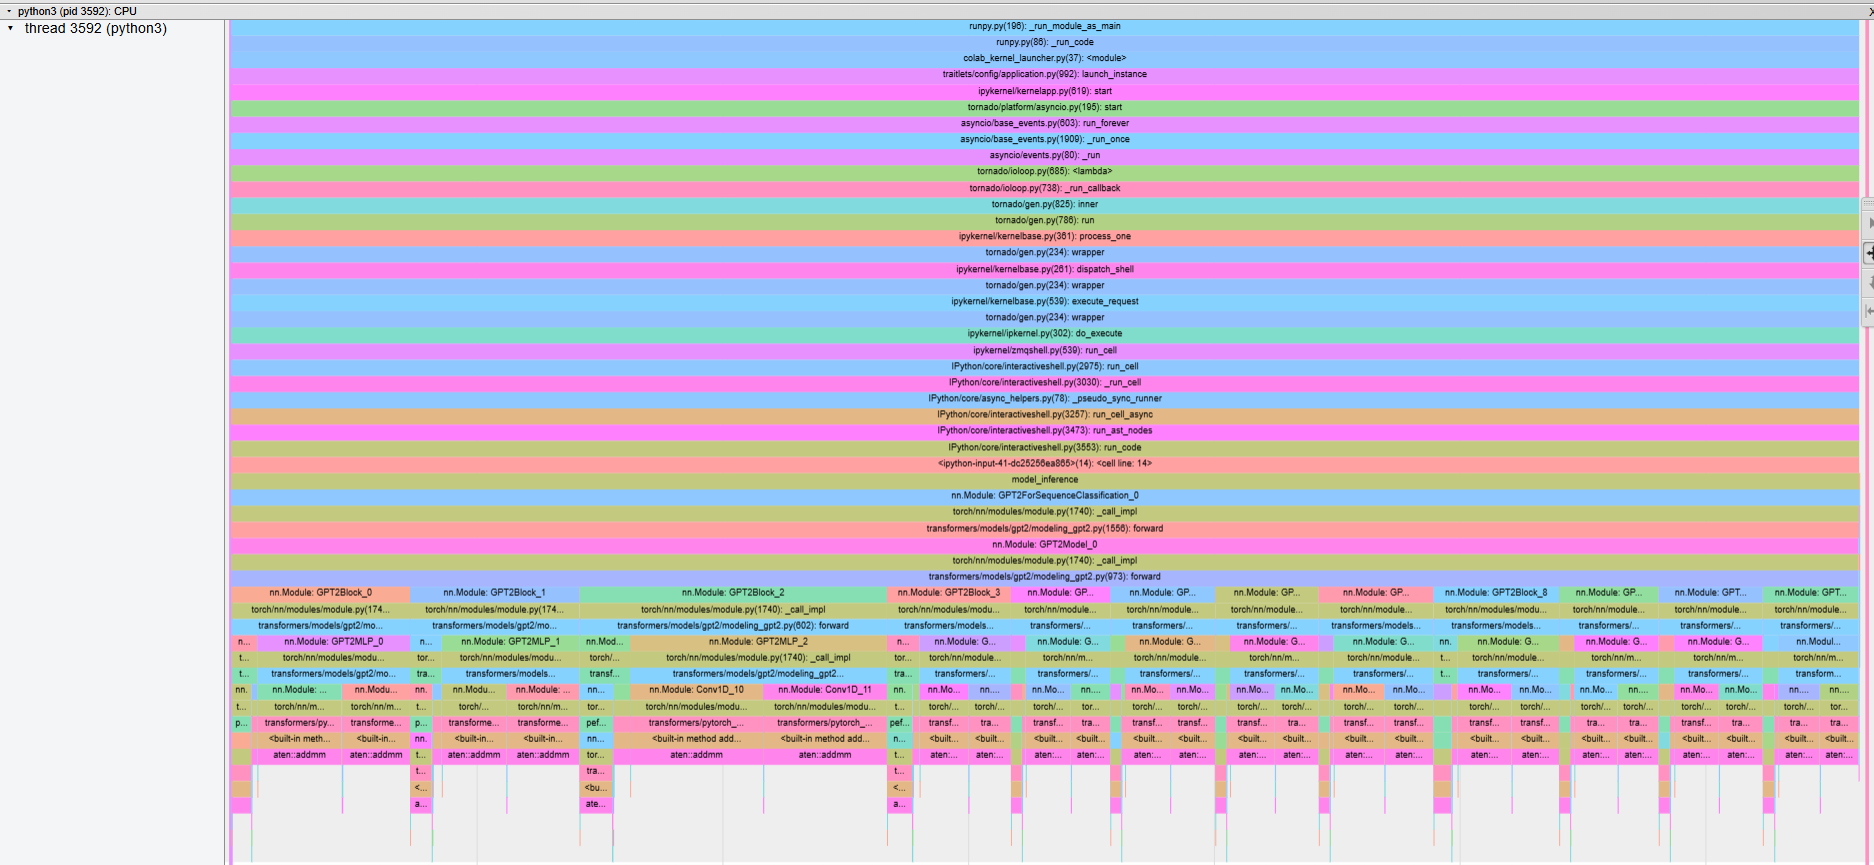 python3 (pid 3592): CPU
thread 3592 (python3)
runpy.py(196): _run_module_as_main
runpy.py(86): _run_code
colab_kernel_launcher.py(37): <module>
traitlets/config/application.py(992): launch_instance
ipykernel/kernelapp.py(619): start
tornado/platform/asyncio.py(195): start
asyncio/base_events.py(603): run_forever
asyncio/base_events.py(1909): _run_once
asyncio/events.py(80): _run
tornado/ioloop.py(685): <lambda>
tornado/ioloop.py(738): _run_callback
tornado/gen.py(825): inner
tornado/gen.py(786): run
ipykernel/kernelbase.py(361): process_one
tornado/gen.py(234): wrapper
ipykernel/kernelbase.py(261): dispatch_shell
tornado/gen.py(234): wrapper
ipykernel/kernelbase.py(539): execute_request
tornado/gen.py(234): wrapper
ipykernel/ipkernel.py(302): do_execute
ipykernel/zmqshell.py(539): run_cell
IPython/core/interactiveshell.py(2975): run_cell
IPython/core/interactiveshell.py(3030): _run_cell
IPython/core/async_helpers.py(78): _pseudo_sync_runner
IPython/core/interactiveshell.py(3257): run_cell_async
IPython/core/interactiveshell.py(3473): run_ast_nodes
IPython/core/interactiveshell.py(3553): run_code
<ipython-input-41-dc25256ea865>(14): <cell line: 14>
model_inference
nn.Module: GPT2ForSequenceClassification_0
torch/nn/modules/module.py(1740): _call_impl
transformers/models/gpt2/modeling_gpt2.py(1556): forward
nn.Module: GPT2Model_0
torch/nn/modules/module.py(1740): _call_impl
transformers/models/gpt2/modeling_gpt2.py(973): forward
nn.Module: GPT2Block_0 nn.Module: GPT2Block_1 nn.Module: GPT2Block_2 nn.Module: GPT2Block_3 nn.Module: GP... nn.Module: GP... nn.Module: GP... nn.Module: GP... nn.Module: GPT2Block_8 nn.Module: GP... nn.Module: GPT... nn.Module: GPT...
torch/nn/modules/module.py(174... torch/nn/modules/module.py(174... torch/nn/modules/module.py(1740): _call_impl torch/nn/modules/modu... torch/nn/module... torch/nn/module... torch/nn/module... torch/nn/module... torch/nn/modules/modu... torch/nn/module... torch/nn/module... torch/nn/module...
transformers/models/gpt2/mo... transformers/models/gpt2/mo... transformers/models/gpt2/modeling_gpt2.py(602): forward transformers/models... transformers/... transformers/... transformers/... transformers/... transformers/models... transformers/... transformers/... transformers/...
n... nn.Module: GPT2MLP_0 n... nn.Module: GPT2MLP_1 nn.Mod... nn.Module: GPT2MLP_2 n... nn.Module: G... nn.Module: G... nn.Module: G... nn.Module: G... nn.Module: G... nn. nn.Module: G... nn.Module: G... nn.Module: G... nn.Modul...
t... torch/nn/modules/modu... tor... torch/nn/modules/modu... torch/... torch/nn/modules/module.py(1740): _call_impl tor... torch/nn/module... torch/nn/m... torch/nn/module... torch/nn/m... torch/nn/module... t... torch/nn/module... torch/nn/m... torch/nn/m... torch/nn/...
t... transformers/models/gpt2/mo... tra... transformers/models... transf... transformers/models/gpt2/modeling_gpt2... tra... transformers/... transformers/... transformers/... transformers/... transformers/... t... transformers/... transformers/... transformers/... transform...
nn. nn.Module: ... nn.Modu... nn. nn.Modu... nn.Module: ... nn... nn.Module: Conv1D_10 nn.Module: Conv1D_11 nn. nn.Mo... nn.... nn.Mo... nn.Mo... nn.Mo... nn.Mo... nn.Mo... nn.... nn.Mo... nn.... nn.Mo... nn.Mo... nn.Mo... nn.... nn.Mo... nn.Mo... nn.... nn....
t... torch/nn/m... torch/... t... torch/nn/m... torch/nn/m... tor... torch/nn/modules/modu... torch/nn/modules/modu... t... torch/... torch/... torch/... torch/... torch/... torch/... torch/... torch/... torch/... torch/... torch/... torch/... torch/... torch/... torch/... torch/... torch/... tor...
p... transformers/py... transforme... p... transforme... transforme... pef... transformers/pytorch_... transformers/pytorch_... pef... transf... tra... transf... tra... transf... tra... transf... tra... transf... tra... transf... tra... transf... tra... transf... tra... tra... tra...
<built-in meth... <built-in... nn. <built-in... <built-in... nn... <built-in method add... <built-in method add... n... <built... <built... <built... <built... <built... <built... <built... <built... <built... <built... <built... <built... <built... <built... <built... <built... <built... <built...
aten::addmm aten::addmm t... aten::addmm aten::addmm tor... aten::addmm aten::addmm t... aten:... aten:... aten:... aten:... aten:... aten:... aten:... aten:... aten:... aten:... aten:... aten:... aten:... aten:... aten:... aten:... aten:... aten:...
t... tra... t...
<... <bu... <...
a... ate... a...